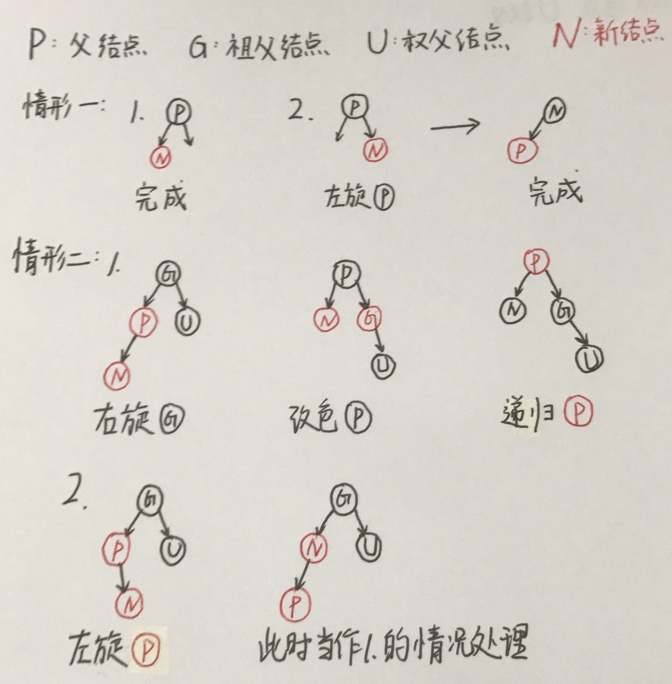 P：父结点 G：祖父结点 U：叔父结点 N：新结点
情形一：1. P N 2. P N → N P
完成 左旋Ⓟ 完成
情形二：1. G P U N P N G U P N G U
右旋Ⓖ 改色Ⓟ 递归Ⓟ
2. G P U N G N U P
左旋Ⓟ 此时当作1.的情况处理